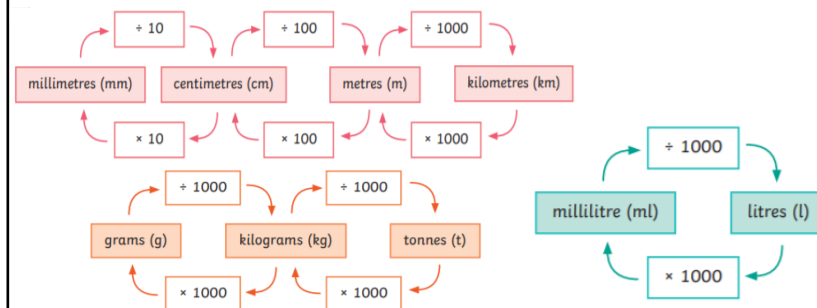 ÷ 10 ÷ 100 ÷ 1000
millimetres (mm) centimetres (cm) metres (m) kilometres (km)
× 10 × 100 × 1000
÷ 1000 ÷ 1000
grams (g) kilograms (kg) tonnes (t)
× 1000 × 1000
÷ 1000
millilitre (ml) litres (l)
× 1000